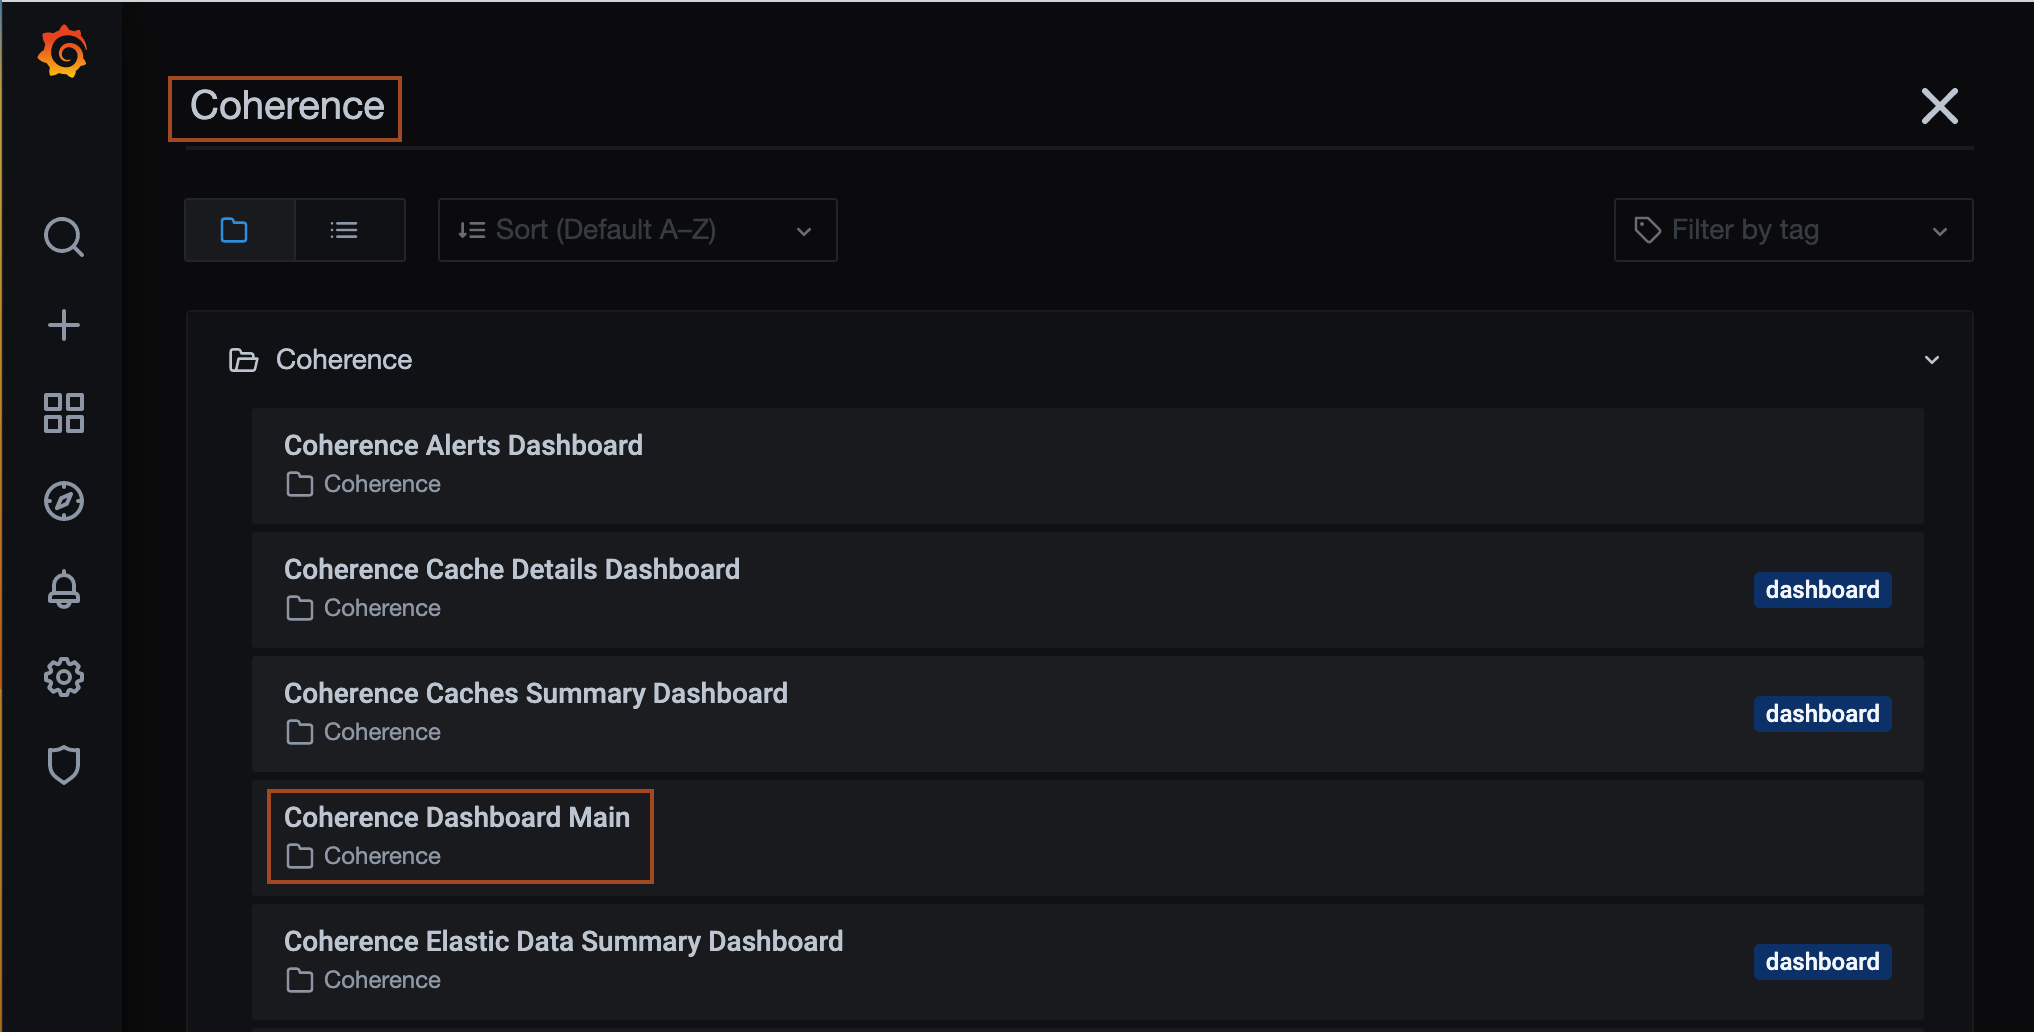 Coherence
Sort (Default A–Z)
Filter by tag
Coherence
Coherence Alerts Dashboard
Coherence
Coherence Cache Details Dashboard
Coherence
dashboard
Coherence Caches Summary Dashboard
Coherence
dashboard
Coherence Dashboard Main
Coherence
Coherence Elastic Data Summary Dashboard
Coherence
dashboard